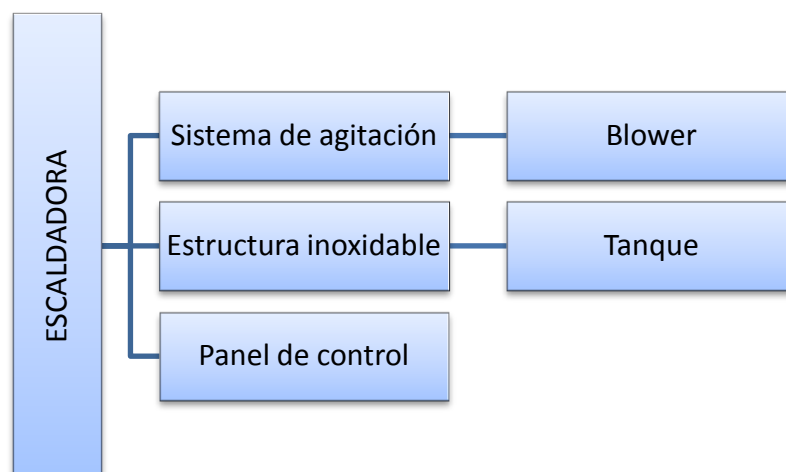 ESCALDADORA
Sistema de agitación
Blower
Estructura inoxidable
Tanque
Panel de control